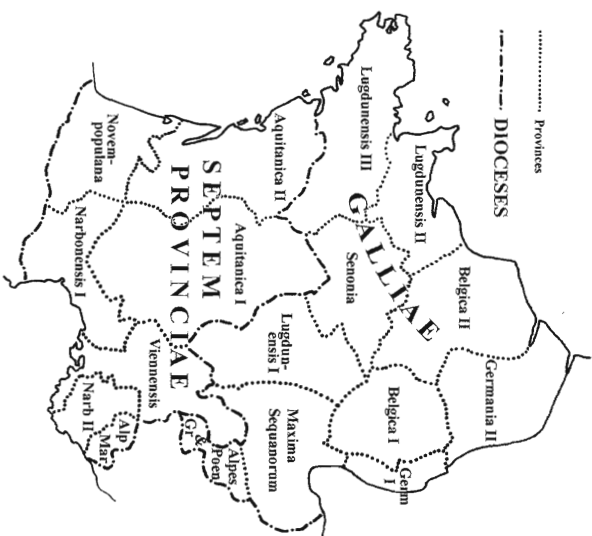 Provinces
DIOCESES
Lugdunensis II
Lugdunensis III
Belgica II
Germania II
GALLIAE
Senonia
Belgica I
Germ
I
Aquitanica II
Lugdun-
ensis I
Maxima
Sequanorum
Aquitanica I
SEPTEM
PROVINCIAE
Alpes
Gr
&
Poen
Novem-
populana
Narbonensis I
Viennensis
Narb II
Alp
Mar